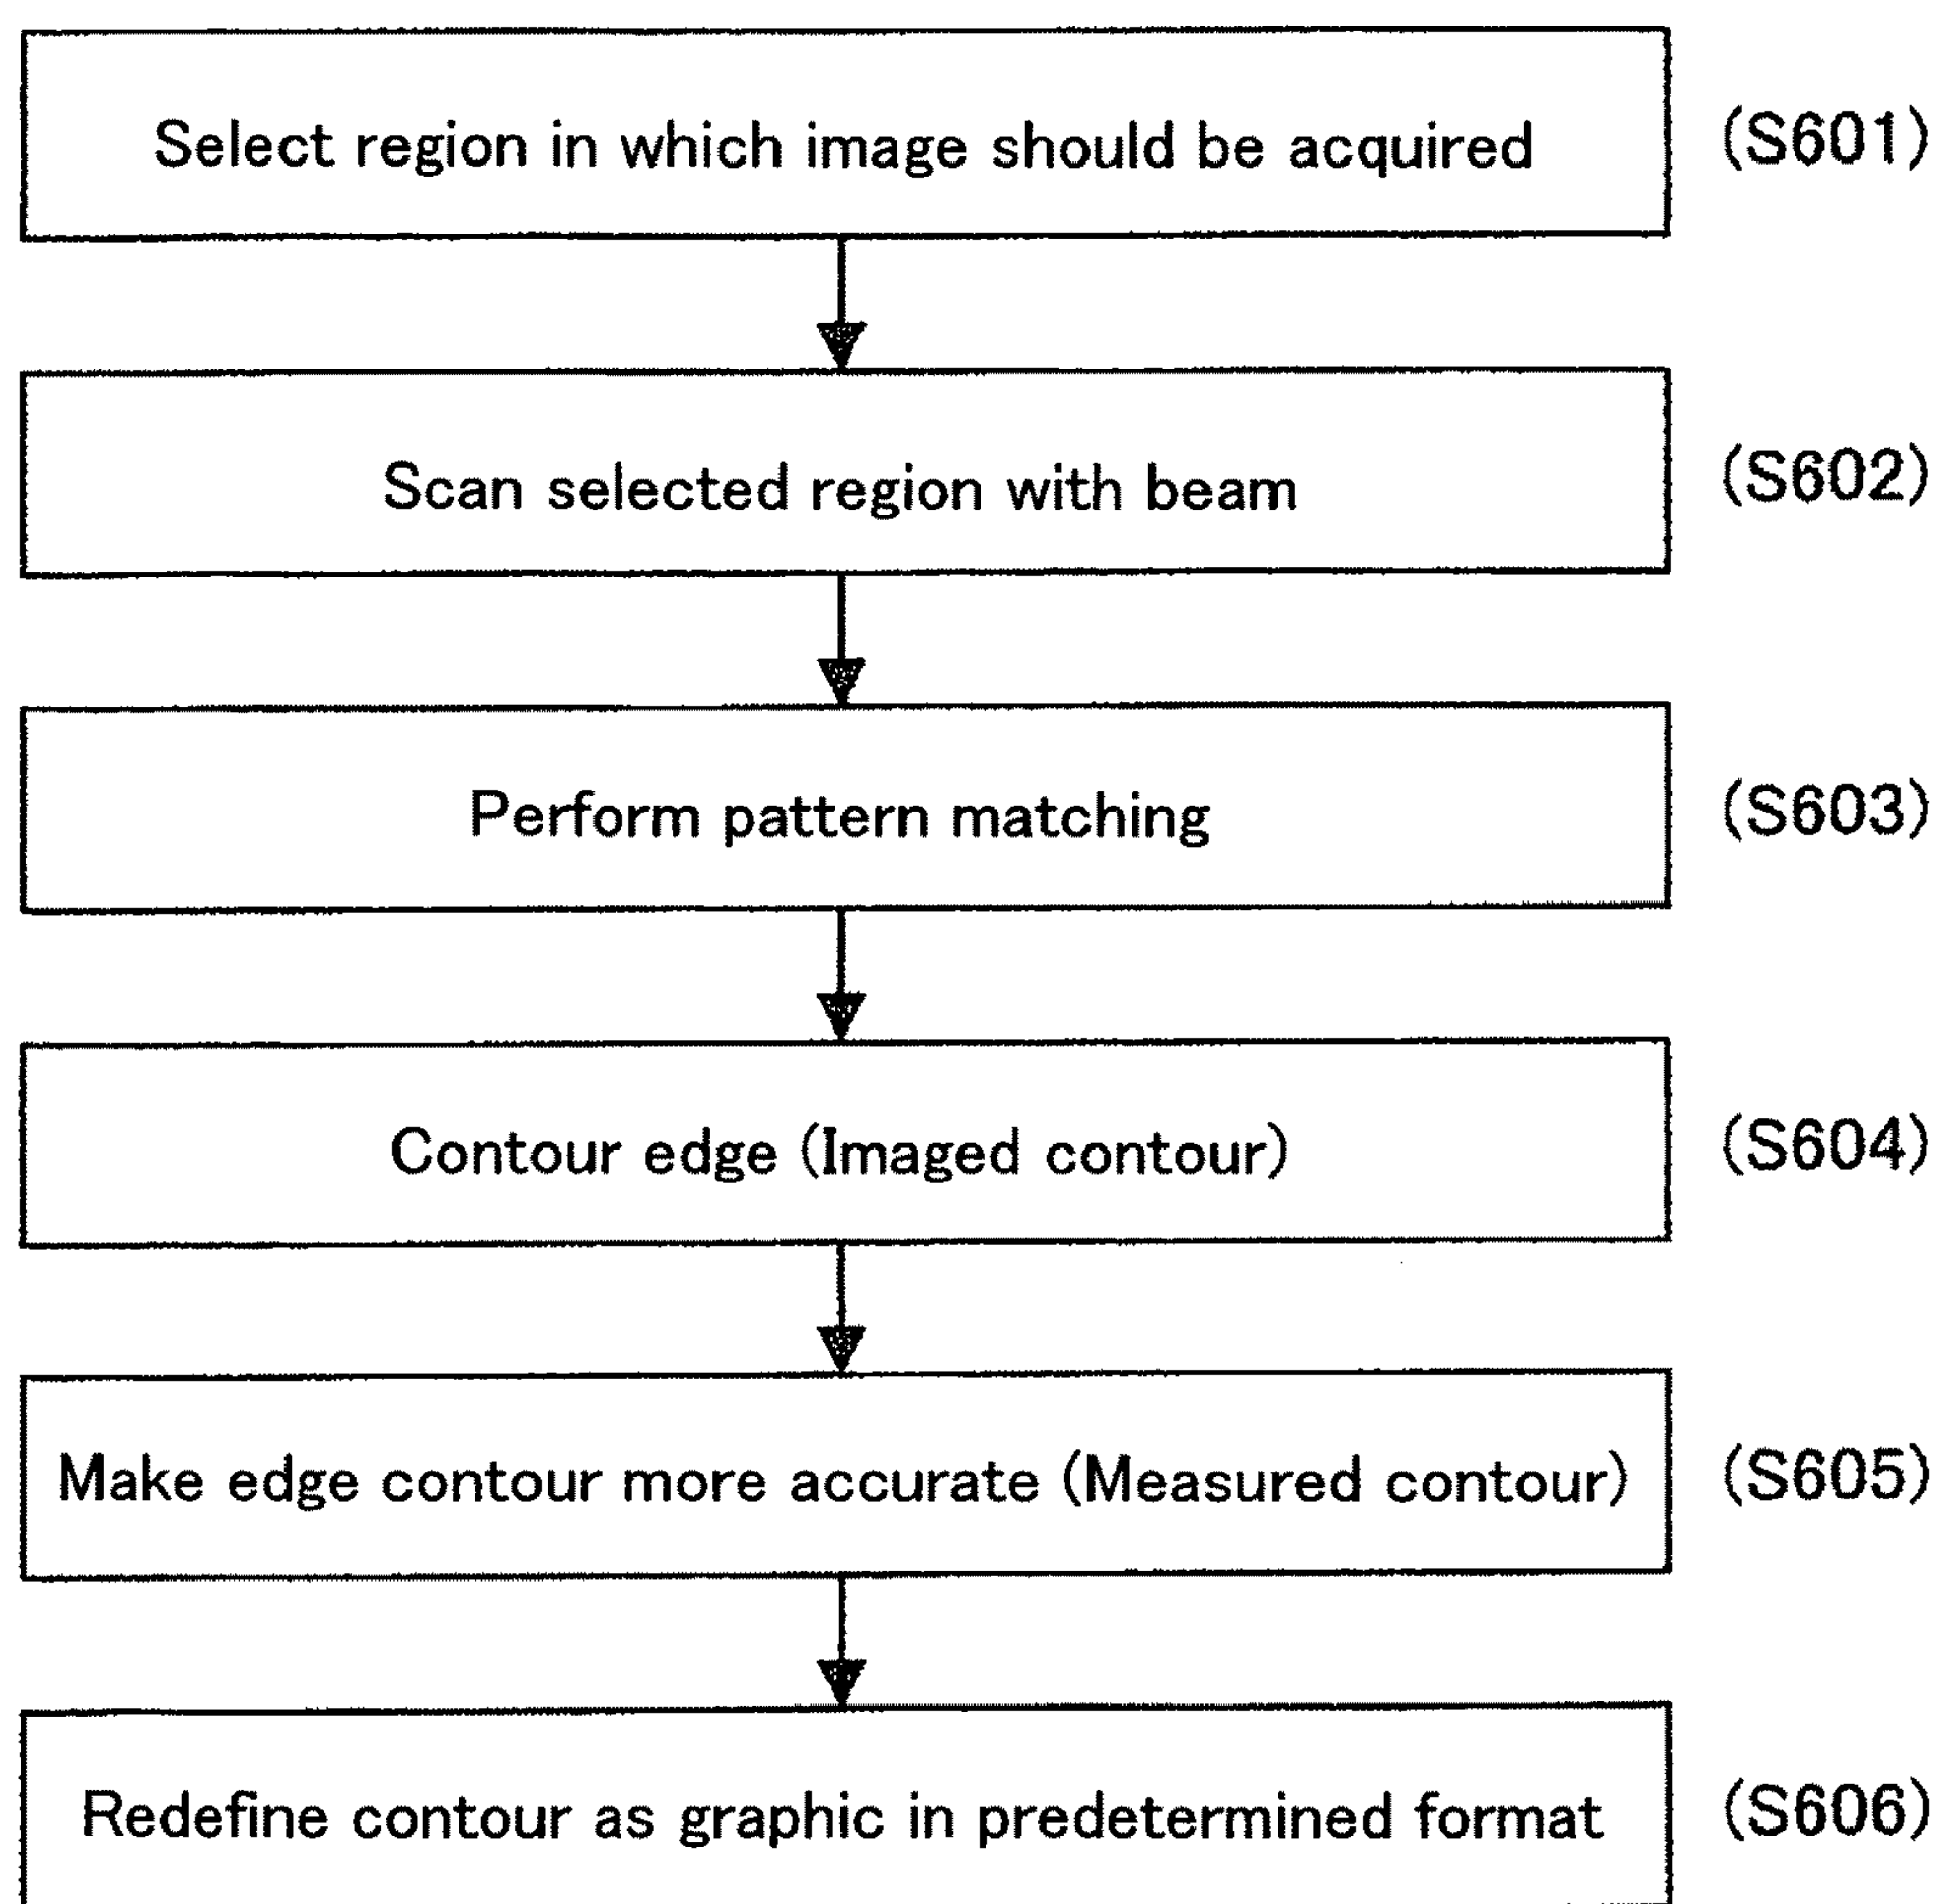 Select region in which image should be acquired (S601)
Scan selected region with beam (S602)
Perform pattern matching (S603)
Contour edge (Imaged contour) (S604)
Make edge contour more accurate (Measured contour) (S605)
Redefine contour as graphic in predetermined format (S606)